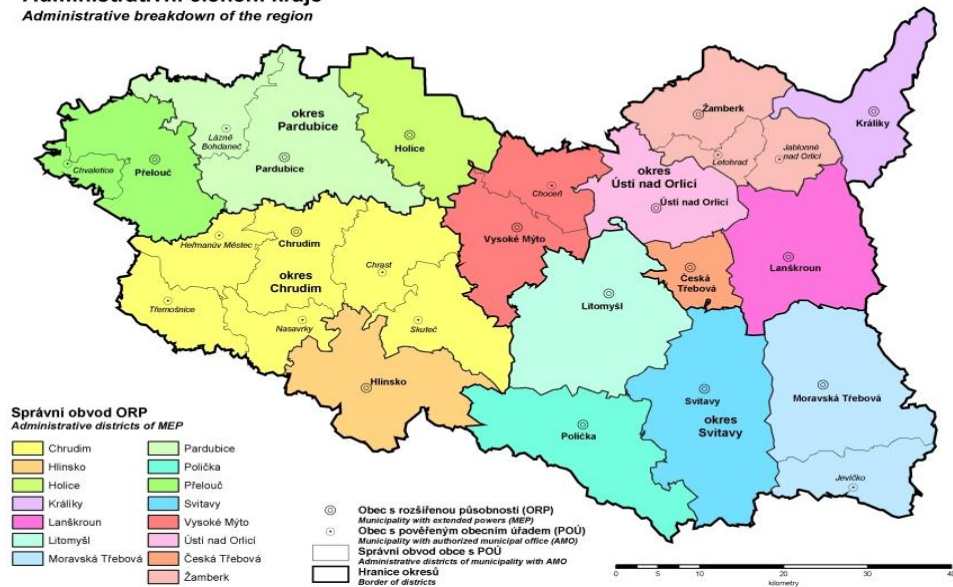 Administrativní členění kraje
Administrative breakdown of the region
Králíky
Žamberk
okres
Pardubice
Lázně
Bohdaneč
Holice
Letohrad
Jablonné
nad Orlicí
Chvaletice
Přelouč
Pardubice
okres
Ústí nad Orlicí
Choceň
Ústí nad Orlicí
Heřmanův Městec
Chrudim
Vysoké Mýto
okres
Chrudim
Chrast
Česká
Třebová
Lanškroun
Třemošnice
Nasavrky
Skuteč
Litomyšl
Hlinsko
Svitavy
okres
Svitavy
Moravská Třebová
Polička
Jevíčko
Správní obvod ORP
Administrative districts of MEP
Chrudim
Hlinsko
Holice
Králíky
Lanškroun
Litomyšl
Moravská Třebová
Pardubice
Polička
Přelouč
Svitavy
Vysoké Mýto
Ústí nad Orlicí
Česká Třebová
Žamberk
Obec s rozšířenou působností (ORP)
Municipality with extended powers (MEP)
Obec s pověřeným obecním úřadem (POÚ)
Municipality with authorized municipal office (AMO)
Správní obvod obce s POÚ
Administrative districts of municipality with AMO
Hranice okresů
Border of districts
0 5 10 20 30 40
kilometry